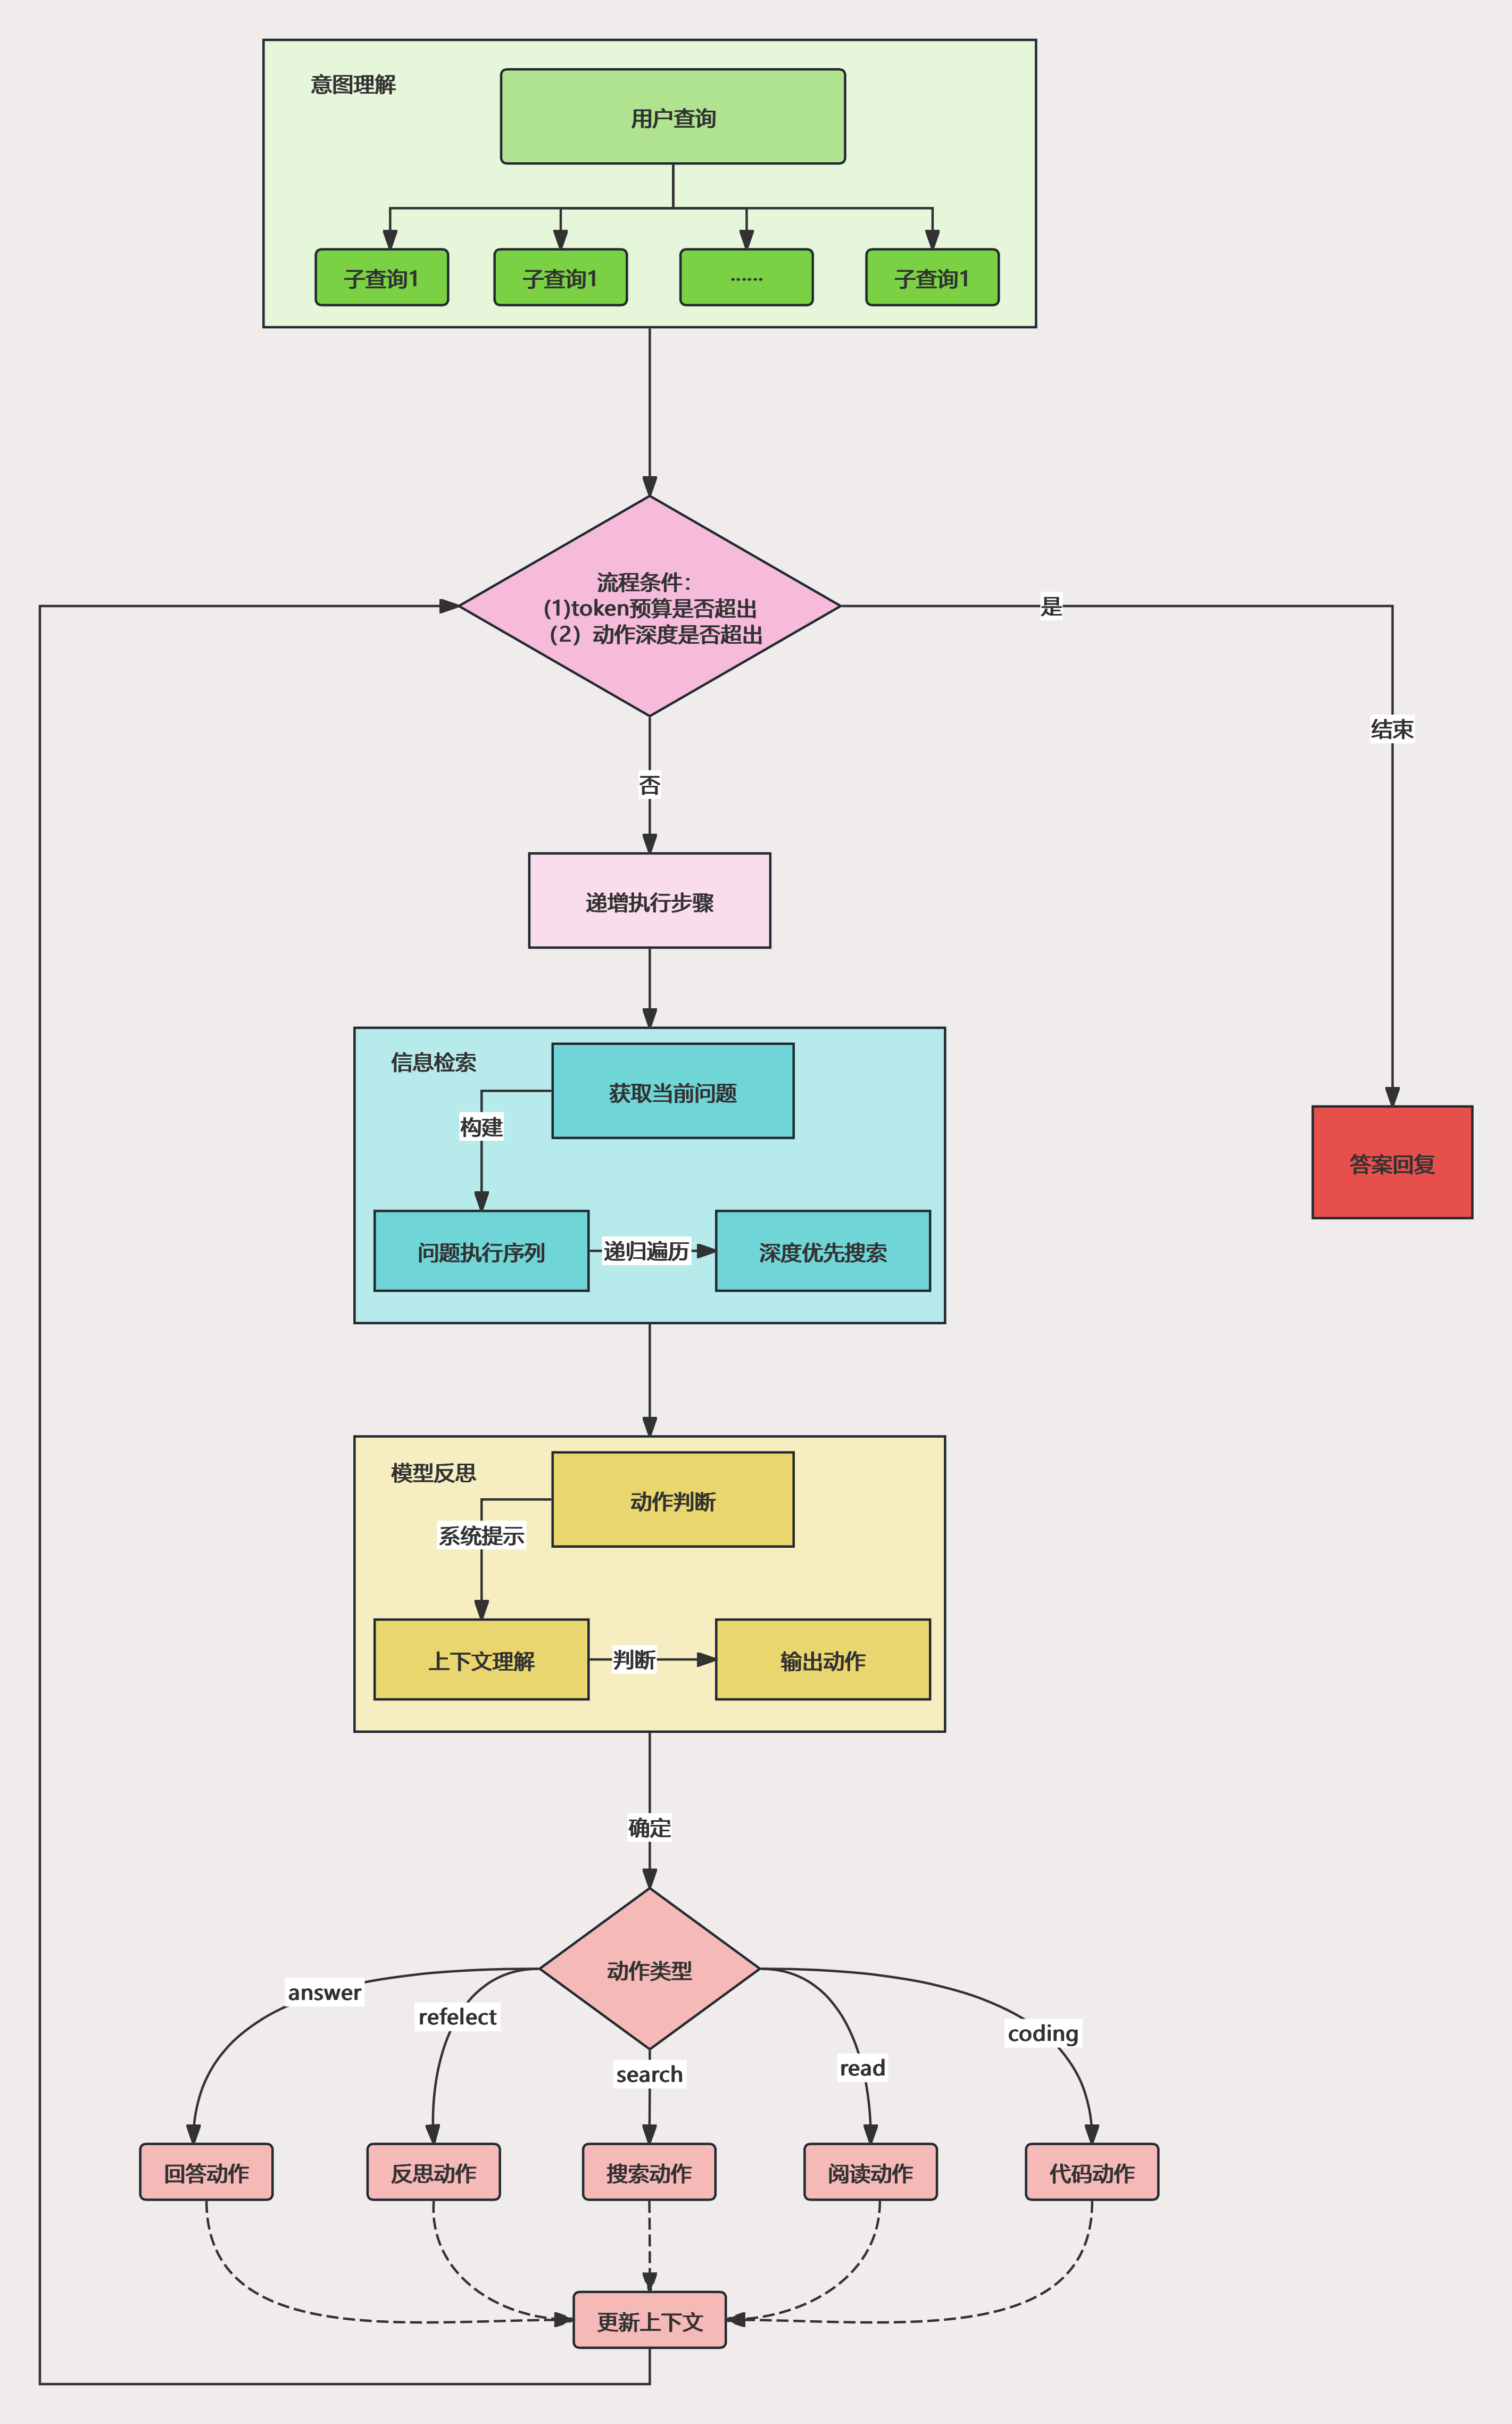 意图理解
用户查询
子查询1
子查询1
······
子查询1
流程条件：
(1)token预算是否超出
（2）动作深度是否超出
是
结束
否
递增执行步骤
信息检索
获取当前问题
构建
问题执行序列
递归遍历
深度优先搜索
答案回复
模型反思
动作判断
系统提示
上下文理解
判断
输出动作
确定
动作类型
answer
refelect
search
read
coding
回答动作
反思动作
搜索动作
阅读动作
代码动作
更新上下文